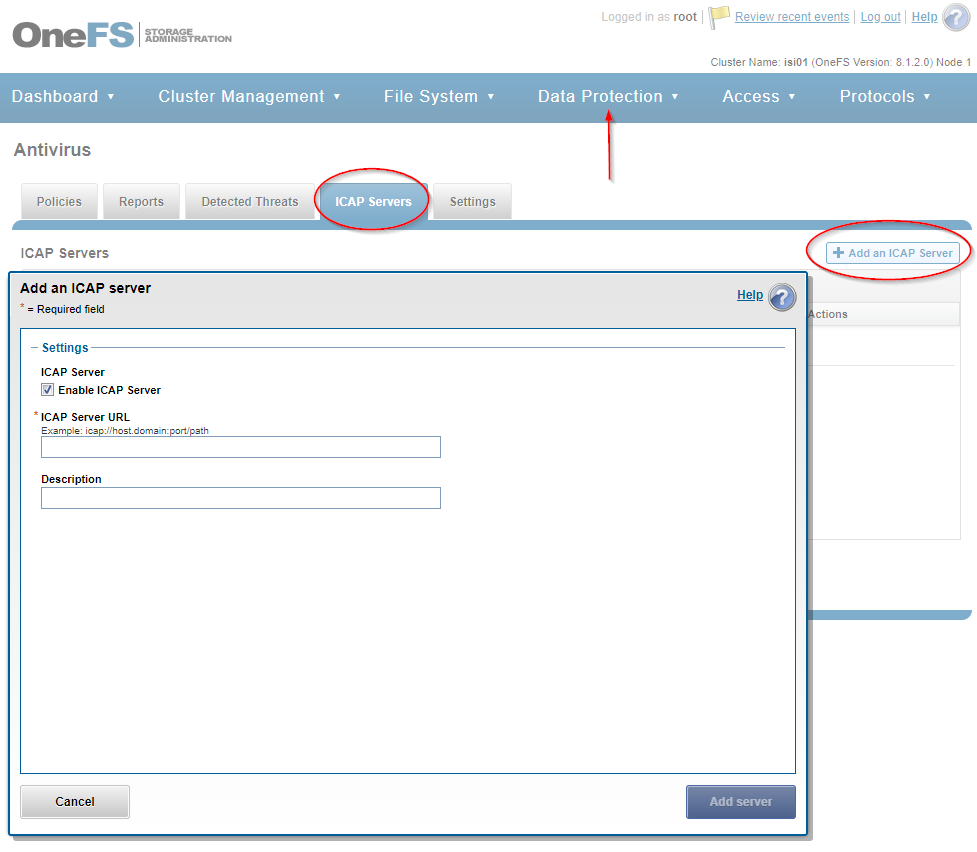 Logged in as root | Review recent events | Log out | Help
OneFS STORAGE ADMINISTRATION
Cluster Name: isi01 (OneFS Version: 8.1.2.0) Node 1
Dashboard ▾ Cluster Management ▾ File System ▾ Data Protection ▾ Access ▾ Protocols ▾
Antivirus
Policies Reports Detected Threats ICAP Servers Settings
ICAP Servers + Add an ICAP Server
Add an ICAP server
Help ?
* = Required field
Actions
Settings
ICAP Server
Enable ICAP Server
* ICAP Server URL
Example: icap://host.domain:port/path
Description
Cancel Add server